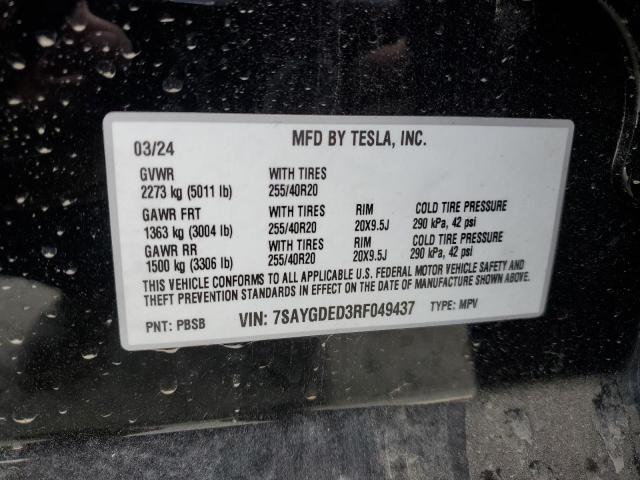 03/24 MFD BY TESLA, INC.
GVWR WITH TIRES
2273 kg (5011 lb) 255/40R20
GAWR FRT WITH TIRES RIM COLD TIRE PRESSURE
1363 kg (3004 lb) 255/40R20 20X9.5J 290 kPa, 42 psi
GAWR RR WITH TIRES RIM COLD TIRE PRESSURE
1500 kg (3306 lb) 255/40R20 20X9.5J 290 kPa, 42 psi
THIS VEHICLE CONFORMS TO ALL APPLICABLE U.S. FEDERAL MOTOR VEHICLE SAFETY AND
THEFT PREVENTION STANDARDS IN EFFECT ON THE DATE OF MANUFACTURE SHOWN ABOVE.
PNT: PBSB VIN: 7SAYGDED3RF049437 TYPE: MPV